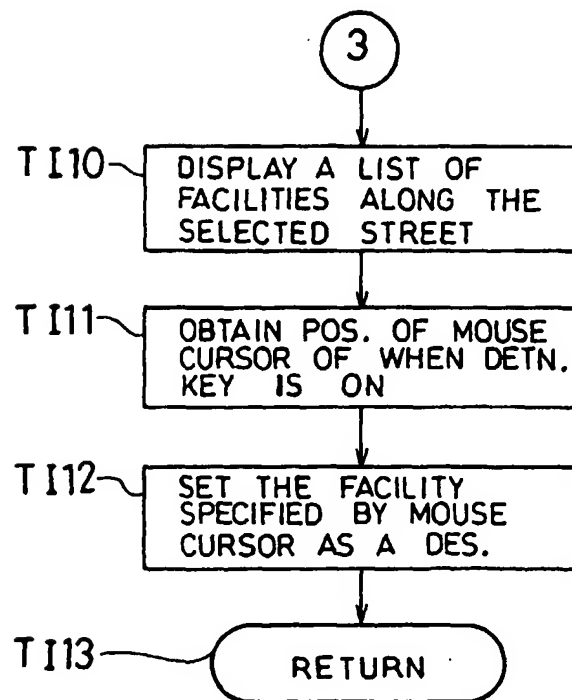 3
TI10
DISPLAY A LIST OF
FACILITIES ALONG THE
SELECTED STREET
TI11
OBTAIN POS. OF MOUSE
CURSOR OF WHEN DETN.
KEY IS ON
TI12
SET THE FACILITY
SPECIFIED BY MOUSE
CURSOR AS A DES.
TI13
RETURN